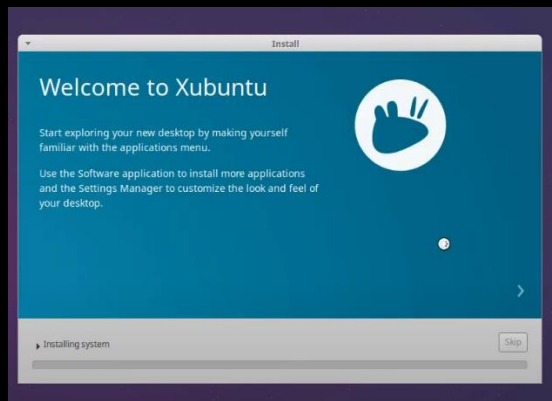 Install
Welcome to Xubuntu
Start exploring your new desktop by making yourself
familiar with the applications menu.
Use the Software application to install more applications
and the Settings Manager to customize the look and feel of
your desktop.
Installing system
Skip